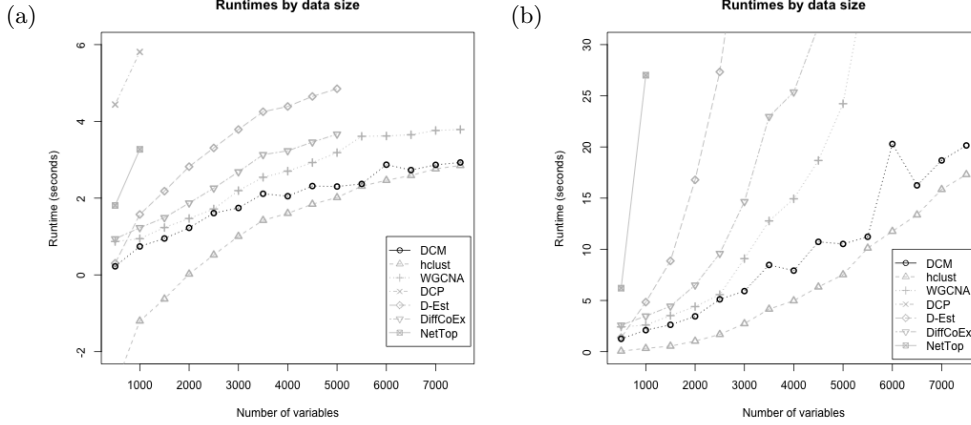 (a)
Runtimes by data size
Runtime (seconds)
6
4
2
0
-2
DCM
hclust
WGCNA
DCP
D-Est
DiffCoEx
NetTop
1000 2000 3000 4000 5000 6000 7000
Number of variables
(b)
Runtimes by data size
Runtime (seconds)
30
25
20
15
10
5
0
DCM
hclust
WGCNA
DCP
D-Est
DiffCoEx
NetTop
1000 2000 3000 4000 5000 6000 7000
Number of variables